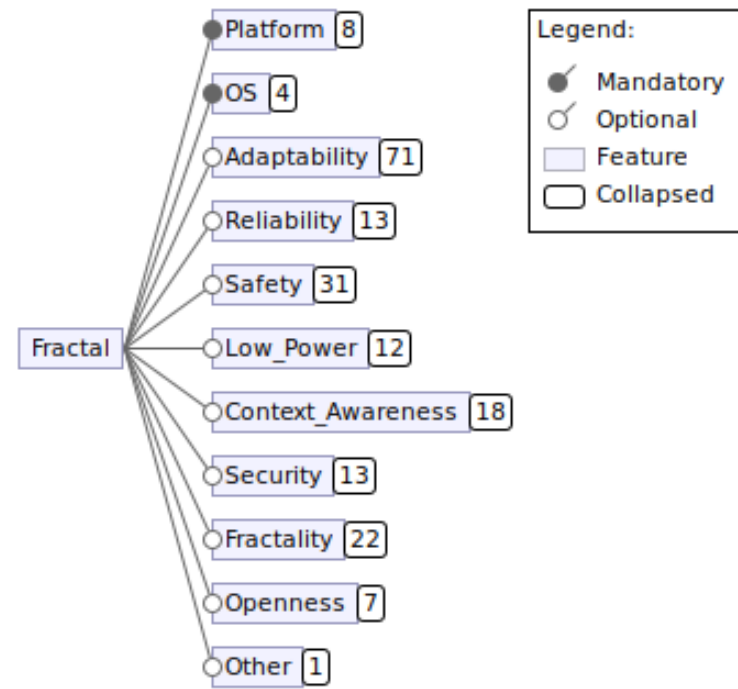 Platform 8
OS 4
Adaptability 71
Reliability 13
Safety 31
Fractal
Low_Power 12
Context_Awareness 18
Security 13
Fractality 22
Openness 7
Other 1
Legend:
Mandatory
Optional
Feature
Collapsed